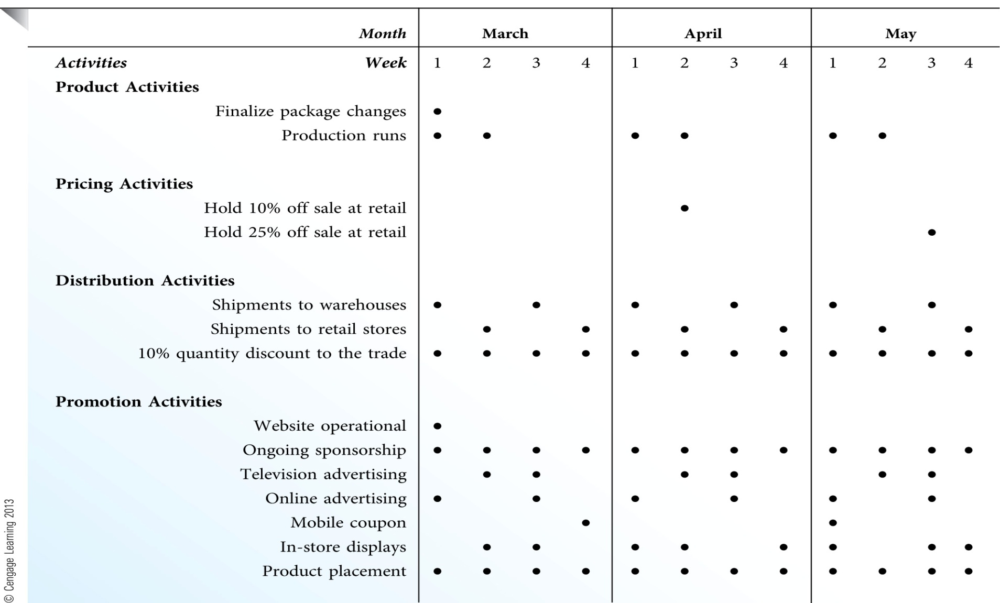 Month March April May
Activities Week 1 2 3 4 1 2 3 4 1 2 3 4
Product Activities
Finalize package changes •
Production runs • • • • • •
Pricing Activities
Hold 10% off sale at retail •
Hold 25% off sale at retail •
Distribution Activities
Shipments to warehouses • • • • • •
Shipments to retail stores • • • • • •
10% quantity discount to the trade • • • • • • • • • • • •
Promotion Activities
Website operational •
Ongoing sponsorship • • • • • • • • • • • •
Television advertising • • • • • •
Online advertising • • • • • •
Mobile coupon • •
In-store displays • • • • • • • •
Product placement • • • • • • • • • • • •
© Cengage Learning 2013